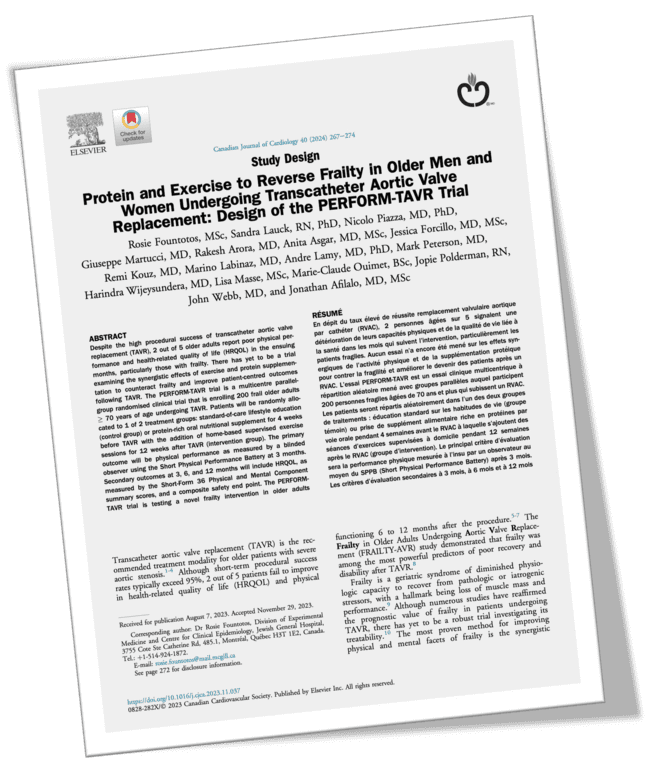 ELSEVIER
Check for
updates
Canadian Journal of Cardiology 40 (2024) 267–274
Study Design
Protein and Exercise to Reverse Frailty in Older Men and
Women Undergoing Transcatheter Aortic Valve
Replacement: Design of the PERFORM-TAVR Trial
Rosie Fountotos, MSc, Sandra Lauck, RN, PhD, Nicolo Piazza, MD, PhD,
Giuseppe Martucci, MD, Rakesh Arora, MD, Anita Asgar, MD, MSc, Jessica Forcillo, MD, MSc,
Remi Kouz, MD, Marino Labinaz, MD, Andre Lamy, MD, PhD, Mark Peterson, MD,
Harindra Wijeysundera, MD, Lisa Masse, MSc, Marie-Claude Ouimet, BSc, Jopie Polderman, RN,
John Webb, MD, and Jonathan Afilalo, MD, MSc
ABSTRACT
Despite the high procedural success of transcatheter aortic valve
replacement (TAVR), 2 out of 5 older adults report poor physical per-
formance and health-related quality of life (HRQOL) in the ensuing
months, particularly those with frailty. There has yet to be a trial
examining the synergistic effects of exercise and protein supplemen-
tation to counteract frailty and improve patient-centred outcomes
following TAVR. The PERFORM-TAVR trial is a multicentre parallel-
group randomised clinical trial that is enrolling 200 frail older adults
≥ 70 years of age undergoing TAVR. Patients will be randomly allo-
cated to 1 of 2 treatment groups: standard-of-care lifestyle education
(control group) or protein-rich oral nutritional supplement for 4 weeks
before TAVR with the addition of home-based supervised exercise
sessions for 12 weeks after TAVR (intervention group). The primary
outcome will be physical performance as measured by a blinded
observer using the Short Physical Performance Battery at 3 months.
Secondary outcomes at 3, 6, and 12 months will include HRQOL, as
measured by the Short-Form 36 Physical and Mental Component
summary scores, and a composite safety end point. The PERFORM-
TAVR trial is testing a novel frailty intervention in older adults
RÉSUMÉ
En dépit du taux élevé de réussite remplacement valvulaire aortique
par cathéter (RVAC), 2 personnes âgées sur 5 signalent une
détérioration de leurs capacités physiques et de la qualité de vie liée à
la santé dans les mois qui suivent l'intervention, particulièrement les
patients fragiles. Aucun essai n'a encore été mené sur les effets syn-
ergiques de l'activité physique et de la supplémentation protéique
pour contrer la fragilité et améliorer le devenir des patients après un
RVAC. L'essai PERFORM-TAVR est un essai clinique multicentrique à
répartition aléatoire mené avec groupes parallèles auquel participent
200 personnes fragiles âgées de 70 ans et plus qui subissent un RVAC.
Les patients seront répartis aléatoirement dans l'un des deux groupes
de traitements : éducation standard sur les habitudes de vie (groupe
témoin) ou prise de supplément alimentaire riche en protéines par
voie orale pendant 4 semaines avant le RVAC à laquelle s'ajoutent des
séances d'exercices supervisées à domicile pendant 12 semaines
après le RVAC (groupe d'intervention). Le principal critère d'évaluation
sera la performance physique mesurée à l'insu par un observateur au
moyen du SPPB (Short Physical Performance Battery) après 3 mois.
Les critères d'évaluation secondaires à 3 mois, à 6 mois et à 12 mois
Transcatheter aortic valve replacement (TAVR) is the rec-
ommended treatment modality for older patients with severe
aortic stenosis.1-4 Although short-term procedural success
rates typically exceed 95%, 2 out of 5 patients fail to improve
in health-related quality of life (HRQOL) and physical
Received for publication August 7, 2023. Accepted November 29, 2023.
Corresponding author: Dr Rosie Fountotos, Division of Experimental
Medicine and Centre for Clinical Epidemiology, Jewish General Hospital,
3755 Cote Ste Catherine Rd, 485.1, Montréal, Québec H3T 1E2, Canada.
Tel.: +1-514-924-1872.
E-mail: rosie.fountotos@mail.mcgill.ca
See page 272 for disclosure information.
functioning 6 to 12 months after the procedure.5-7 The
Frailty in Older Adults Undergoing Aortic Valve Replace-
ment (FRAILTY-AVR) study demonstrated that frailty was
among the most powerful predictors of poor recovery and
disability after TAVR.8
Frailty is a geriatric syndrome of diminished physio-
logic capacity to recover from pathologic or iatrogenic
stressors, with a hallmark being loss of muscle mass and
performance.9 Although numerous studies have reaffirmed
the prognostic value of frailty in patients undergoing
TAVR, there has yet to be a robust trial investigating its
treatability.10 The most proven method for improving
physical and mental facets of frailty is the synergistic
https://doi.org/10.1016/j.cjca.2023.11.037
0828-282X/© 2023 Canadian Cardiovascular Society. Published by Elsevier Inc. All rights reserved.